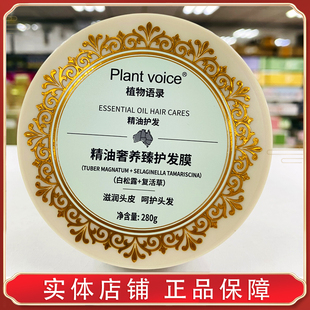 Plant voice®
植物语录
ESSENTIAL OIL HAIR CARES
精油护发
精油奢养臻护发膜
(TUBER MAGNATUM + SELAGINELLA TAMARISCINA)
(白松露+复活草)
滋润头皮 呵护头发
净含量: 280g
实体店铺 正品保障